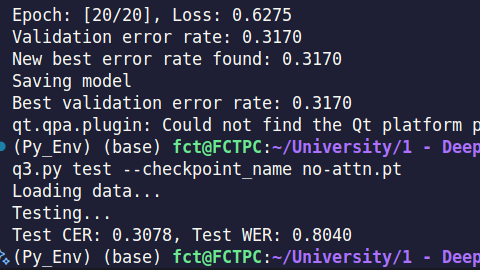 Epoch: [20/20], Loss: 0.6275
Validation error rate: 0.3170
New best error rate found: 0.3170
Saving model
Best validation error rate: 0.3170
qt.qpa.plugin: Could not find the Qt platform p
(Py_Env) (base) fct@FCTPC:~/University/1 - Deep
q3.py test --checkpoint_name no-attn.pt
Loading data...
Testing...
Test CER: 0.3078, Test WER: 0.8040
(Py_Env) (base) fct@FCTPC:~/University/1 - Deep